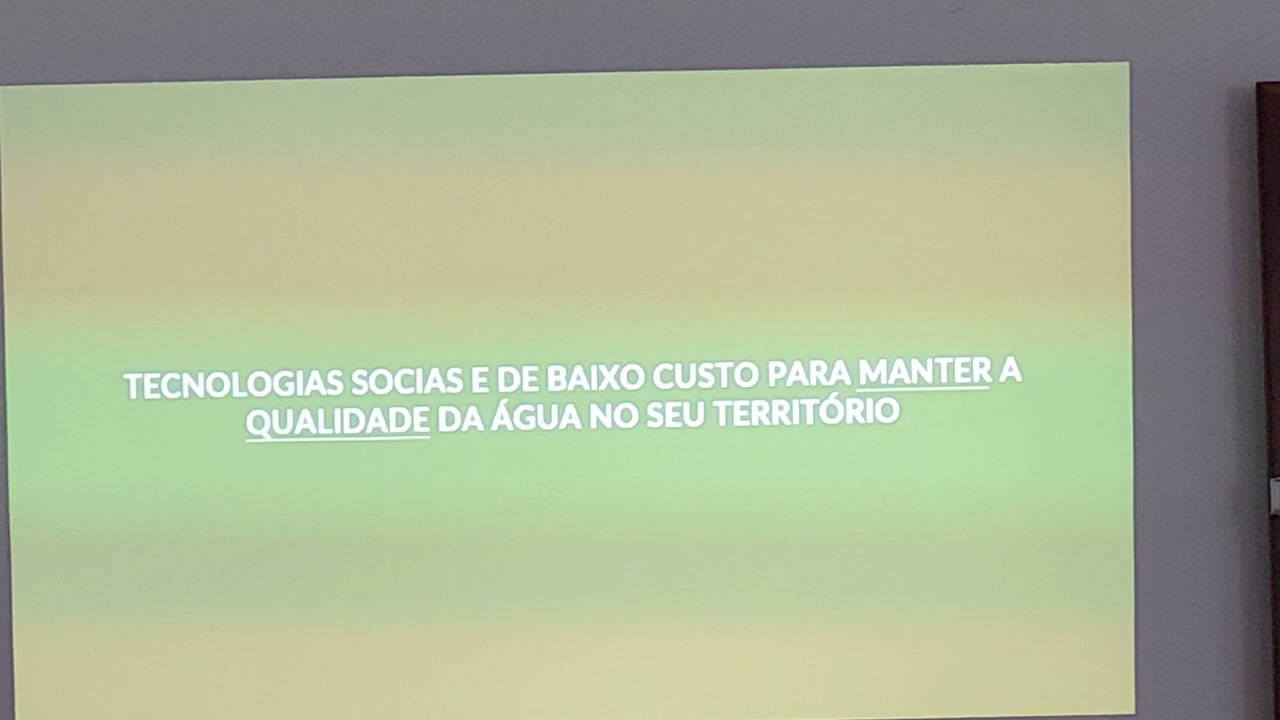 TECNOLOGIAS SOCIAS E DE BAIXO CUSTO PARA MANTER A
QUALIDADE DA ÁGUA NO SEU TERRITÓRIO